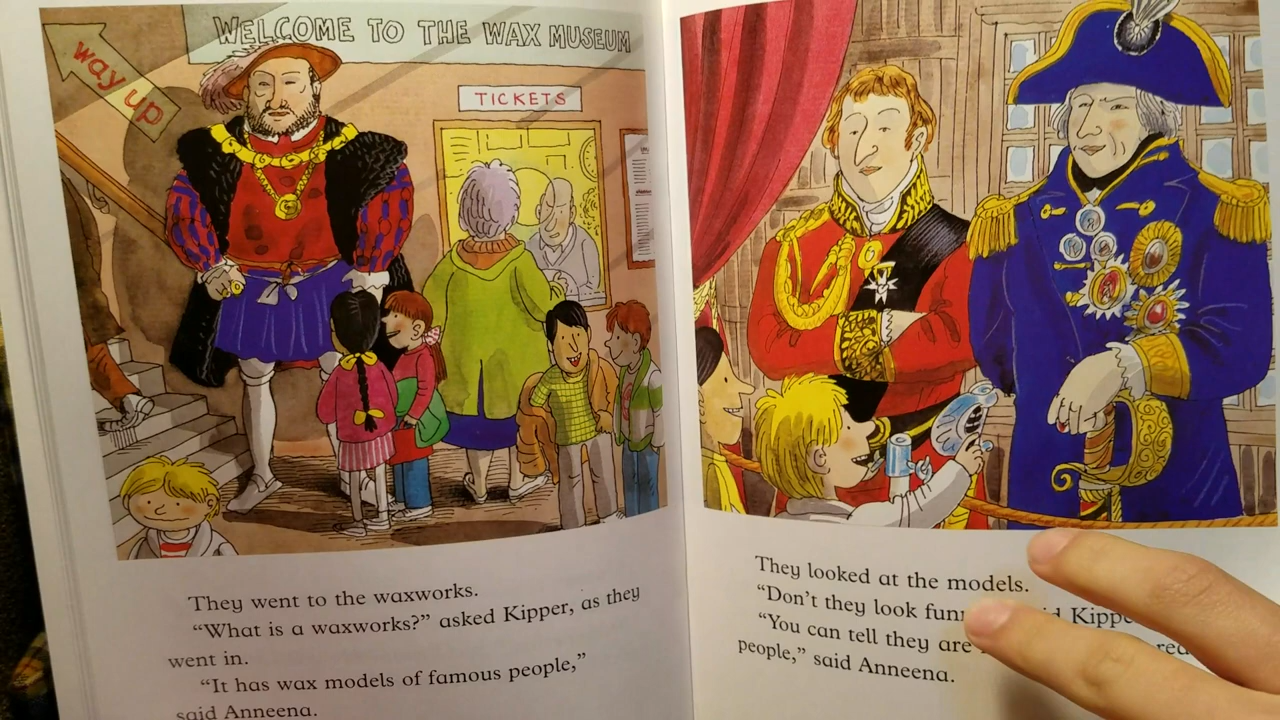 way up
WELCOME TO THE WAX MUSEUM
TICKETS
They went to the waxworks.
“What is a waxworks?” asked Kipper, as they
went in.
“It has wax models of famous people,”
said Anneena.
They looked at the models.
“Don’t they look Kipper
“You can tell they are
people,” said Anneena.